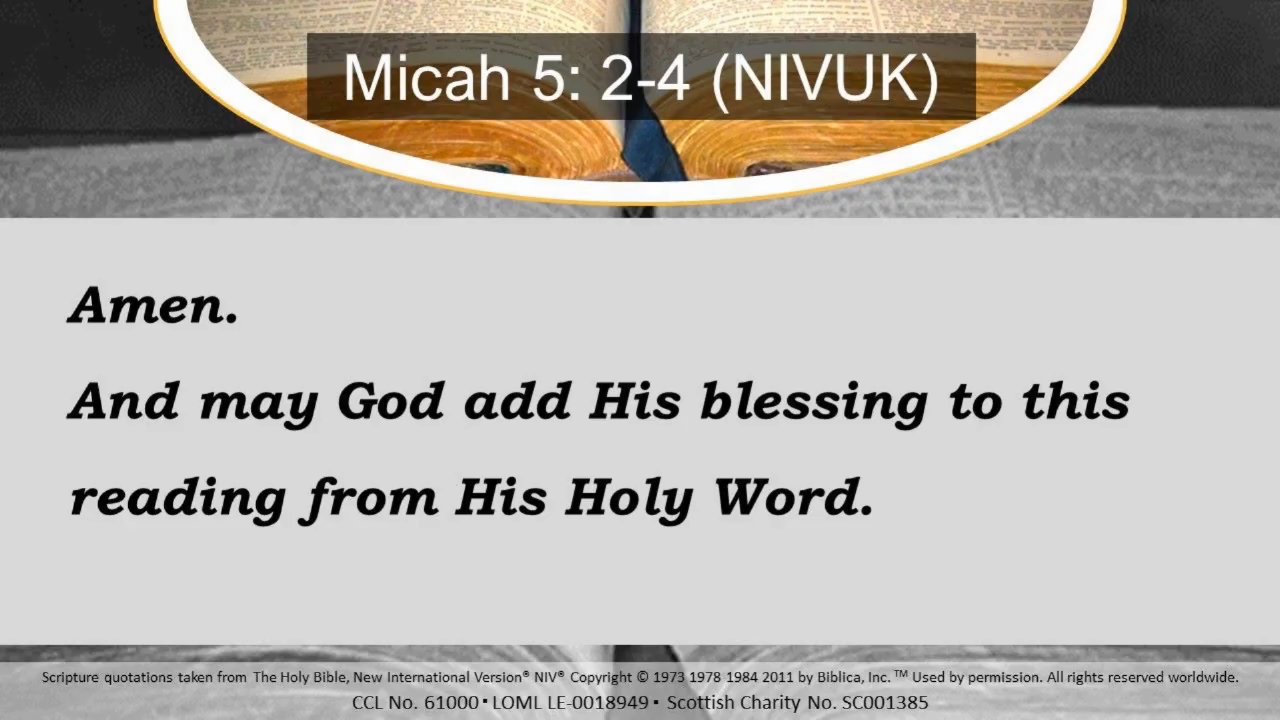 Micah 5: 2-4 (NIVUK)
Amen.
And may God add His blessing to this
reading from His Holy Word.
Scripture quotations taken from The Holy Bible, New International Version® NIV® Copyright © 1973 1978 1984 2011 by Biblica, Inc.™ Used by permission. All rights reserved worldwide.
CCL No. 61000▪LOML LE-0018949▪ Scottish Charity No. SC001385